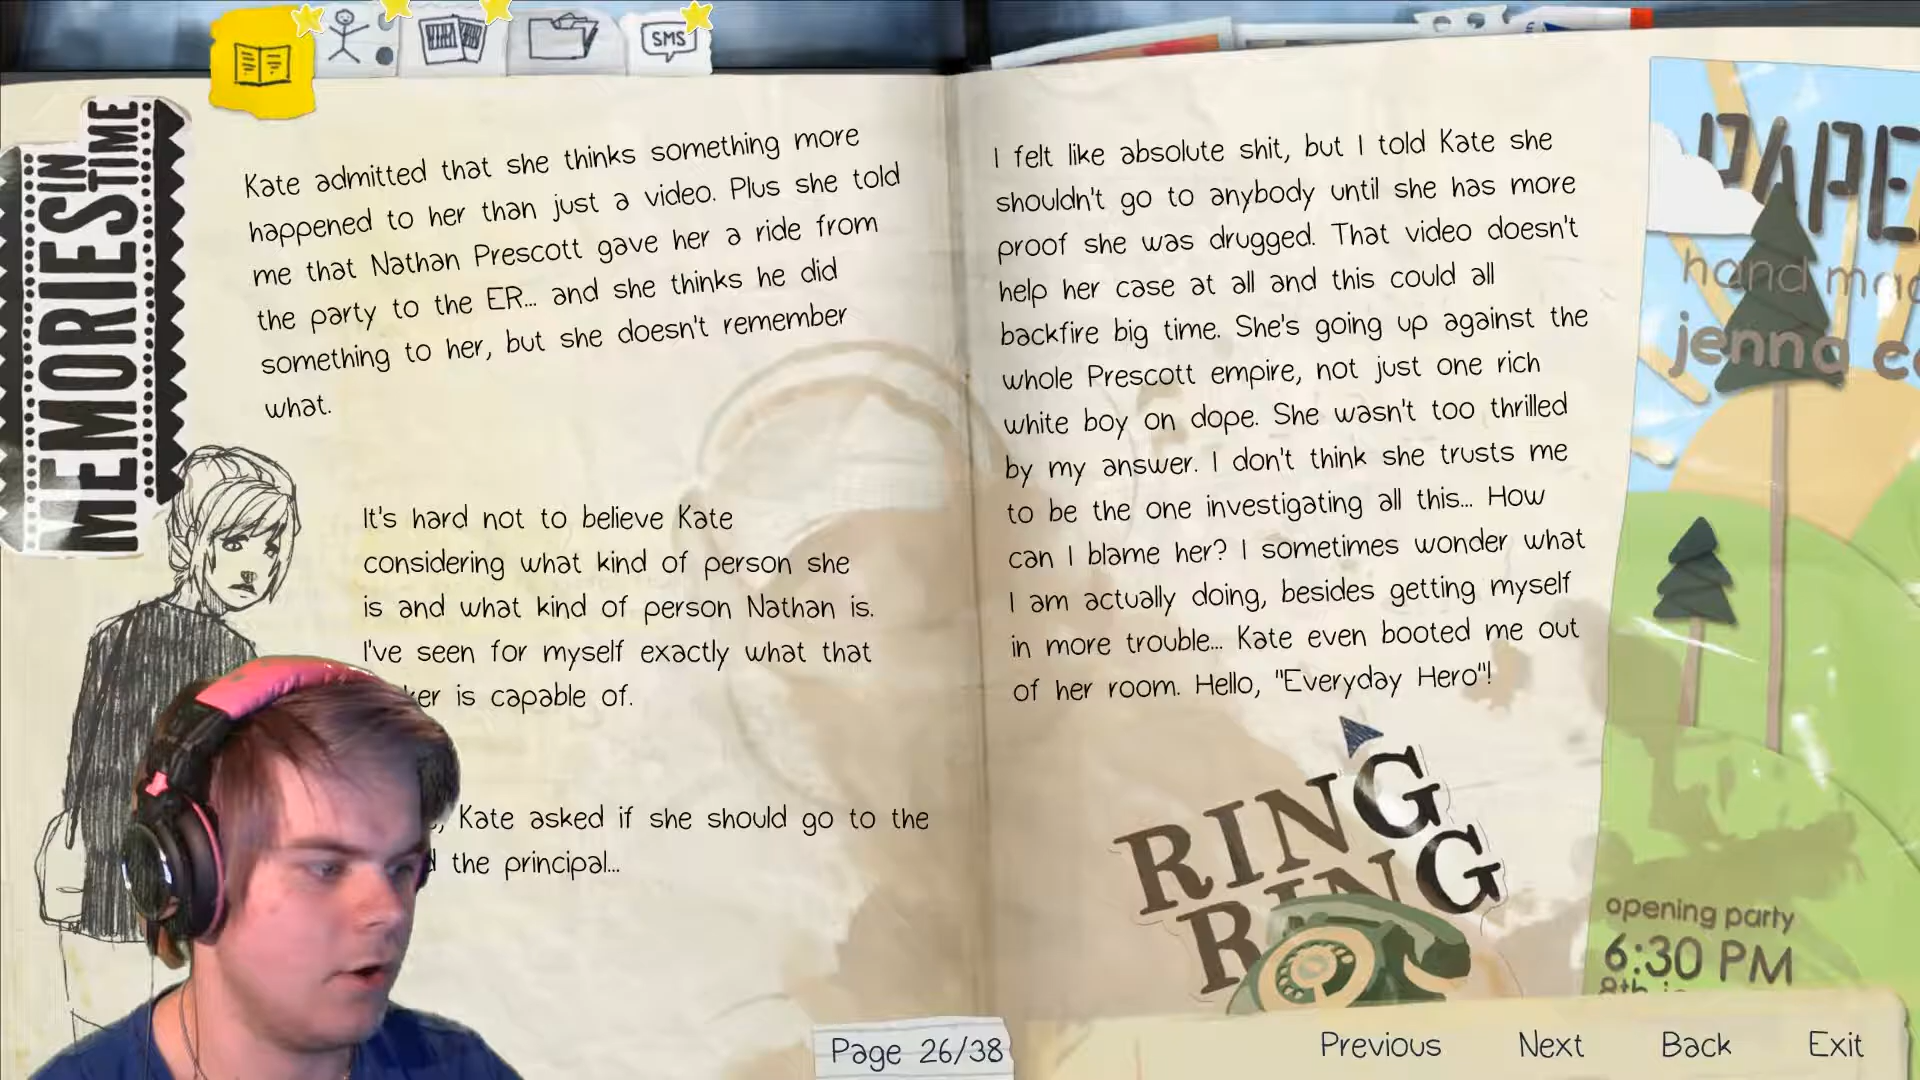 SMS
MEMORIES IN TIME
Kate admitted that she thinks something more
happened to her than just a video. Plus she told
me that Nathan Prescott gave her a ride from
the party to the ER... and she thinks he did
something to her, but she doesn't remember
what.
It's hard not to believe Kate
considering what kind of person she
is and what kind of person Nathan is.
I've seen for myself exactly what that
is capable of.
Kate asked if she should go to the
the principal...
I felt like absolute shit, but I told Kate she
shouldn't go to anybody until she has more
proof she was drugged. That video doesn't
help her case at all and this could all
backfire big time. She's going up against the
whole Prescott empire, not just one rich
white boy on dope. She wasn't too thrilled
by my answer. I don't think she trusts me
to be the one investigating all this... How
can I blame her? I sometimes wonder what
I am actually doing, besides getting myself
in more trouble... Kate even booted me out
of her room. Hello, "Everyday Hero"!
RING
RING
PAPE
hand mad
jenna
opening party
6:30 PM
8th
Page 26/38
Previous Next Back Exit